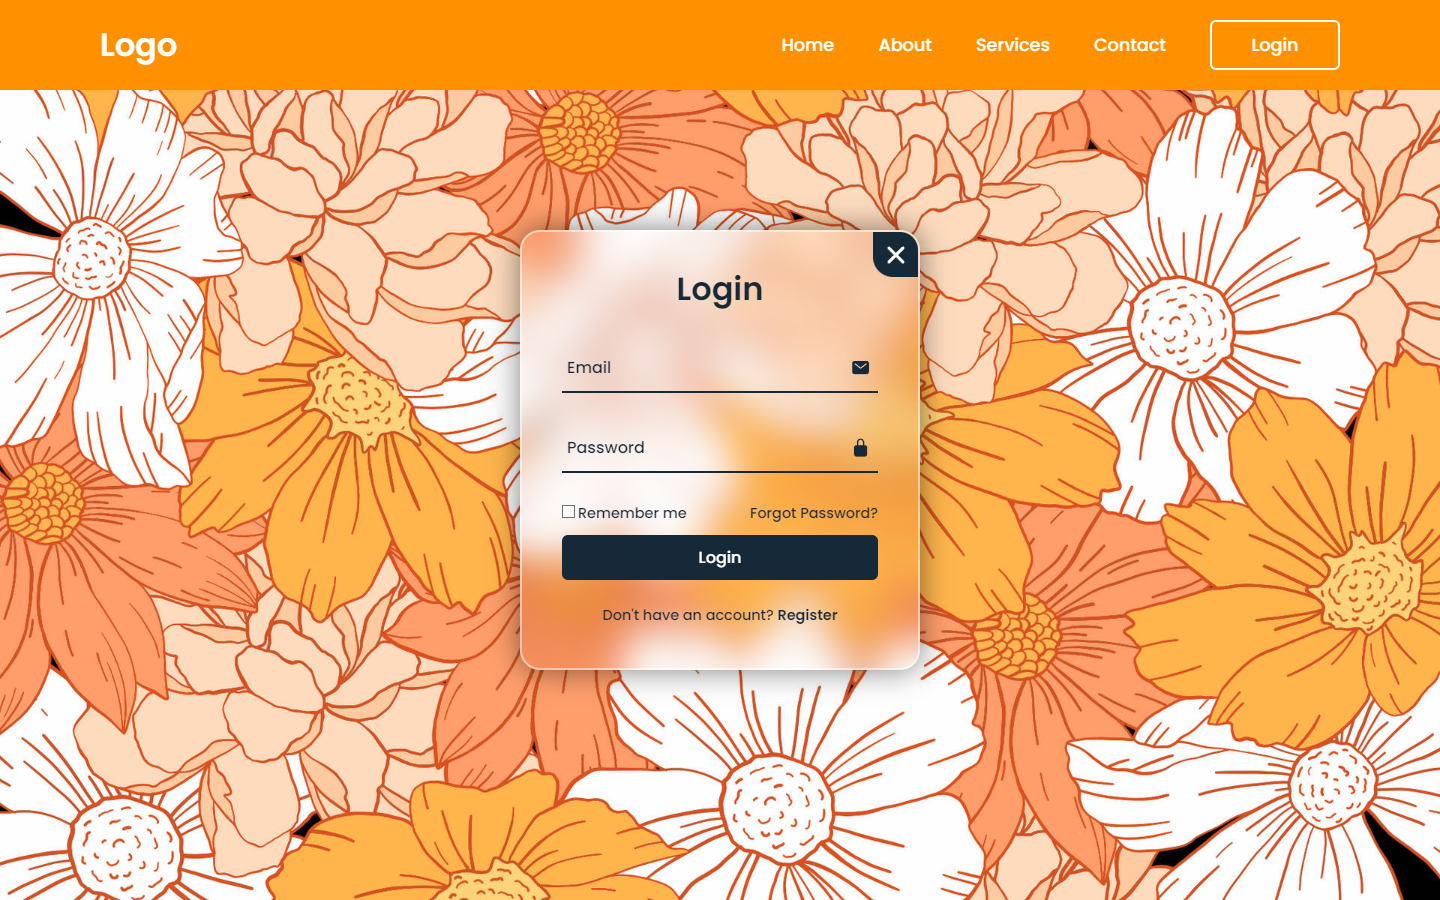 Logo
Home About Services Contact Login
Login
Email
Password
Remember me Forgot Password?
Login
Don't have an account? Register